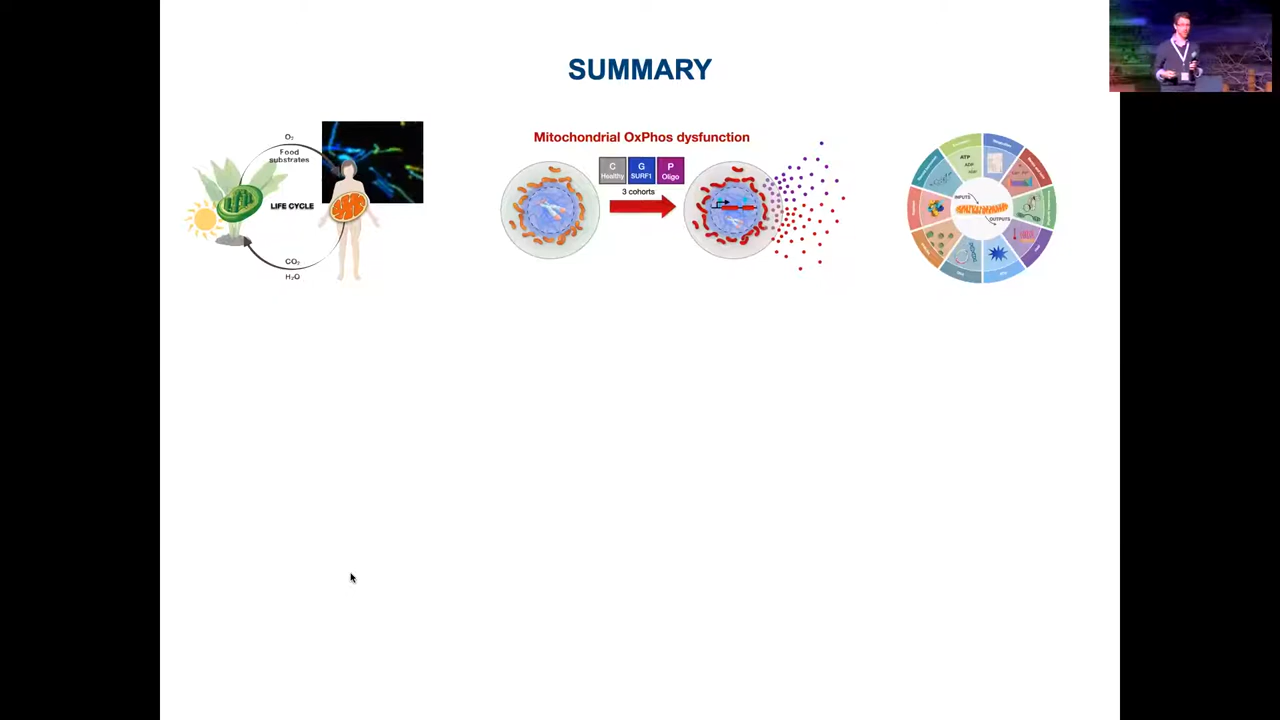 SUMMARY
O₂
Food
substrates
LIFE CYCLE
CO₂
H₂O
Mitochondrial OxPhos dysfunction
C
Healthy
G
SURF1
P
Oligo
3 cohorts
ATP
ADP
INPUTS
OUTPUTS